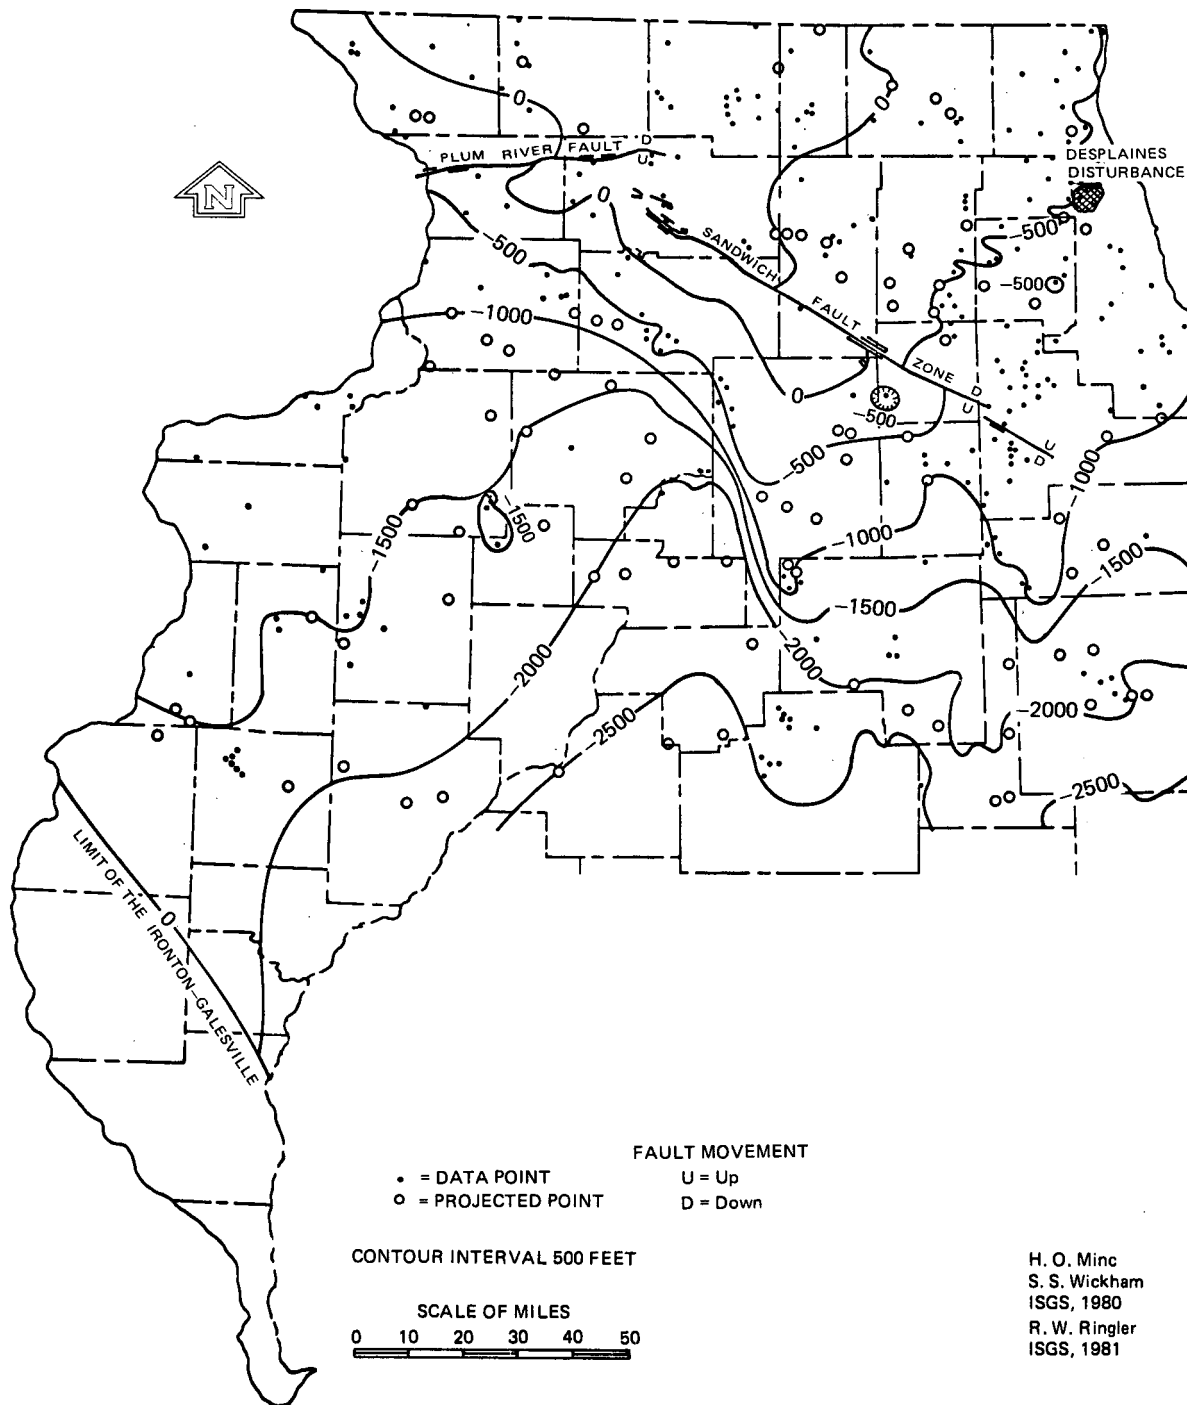 0
0
PLUM RIVER FAULT
D
U
DESPLAINES
DISTURBANCE
N
0
-500
SANDWICH FAULT ZONE
-500
-500
-1000
D
U
0
-500
-500
U
D
-1000
-1500
-1500
-1000
-1500
-1500
-2000
-2000
-2000
-2500
-2500
LIMIT OF THE IRONTON-GALESVILLE
0
• = DATA POINT
O = PROJECTED POINT
FAULT MOVEMENT
U = Up
D = Down
CONTOUR INTERVAL 500 FEET
SCALE OF MILES
0 10 20 30 40 50
H. O. Minc
S. S. Wickham
ISGS, 1980
R. W. Ringler
ISGS, 1981